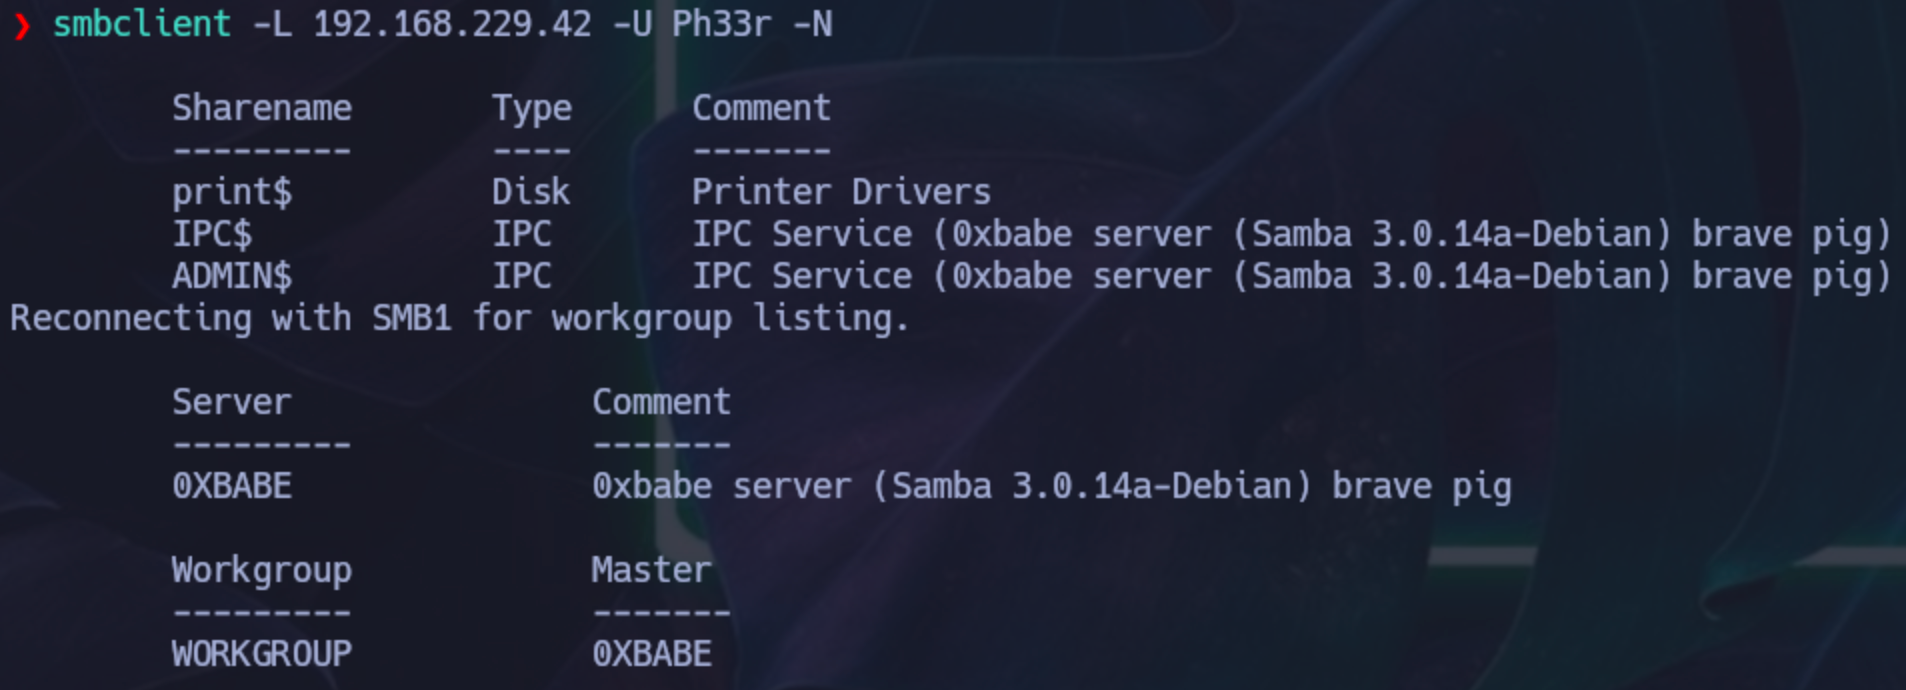 ❯ smbclient -L 192.168.229.42 -U Ph33r -N
Sharename Type Comment
--------- ---- -------
print$ Disk Printer Drivers
IPC$ IPC IPC Service (0xbabe server (Samba 3.0.14a-Debian) brave pig)
ADMIN$ IPC IPC Service (0xbabe server (Samba 3.0.14a-Debian) brave pig)
Reconnecting with SMB1 for workgroup listing.
Server Comment
--------- -------
0XBABE 0xbabe server (Samba 3.0.14a-Debian) brave pig
Workgroup Master
--------- -------
WORKGROUP 0XBABE